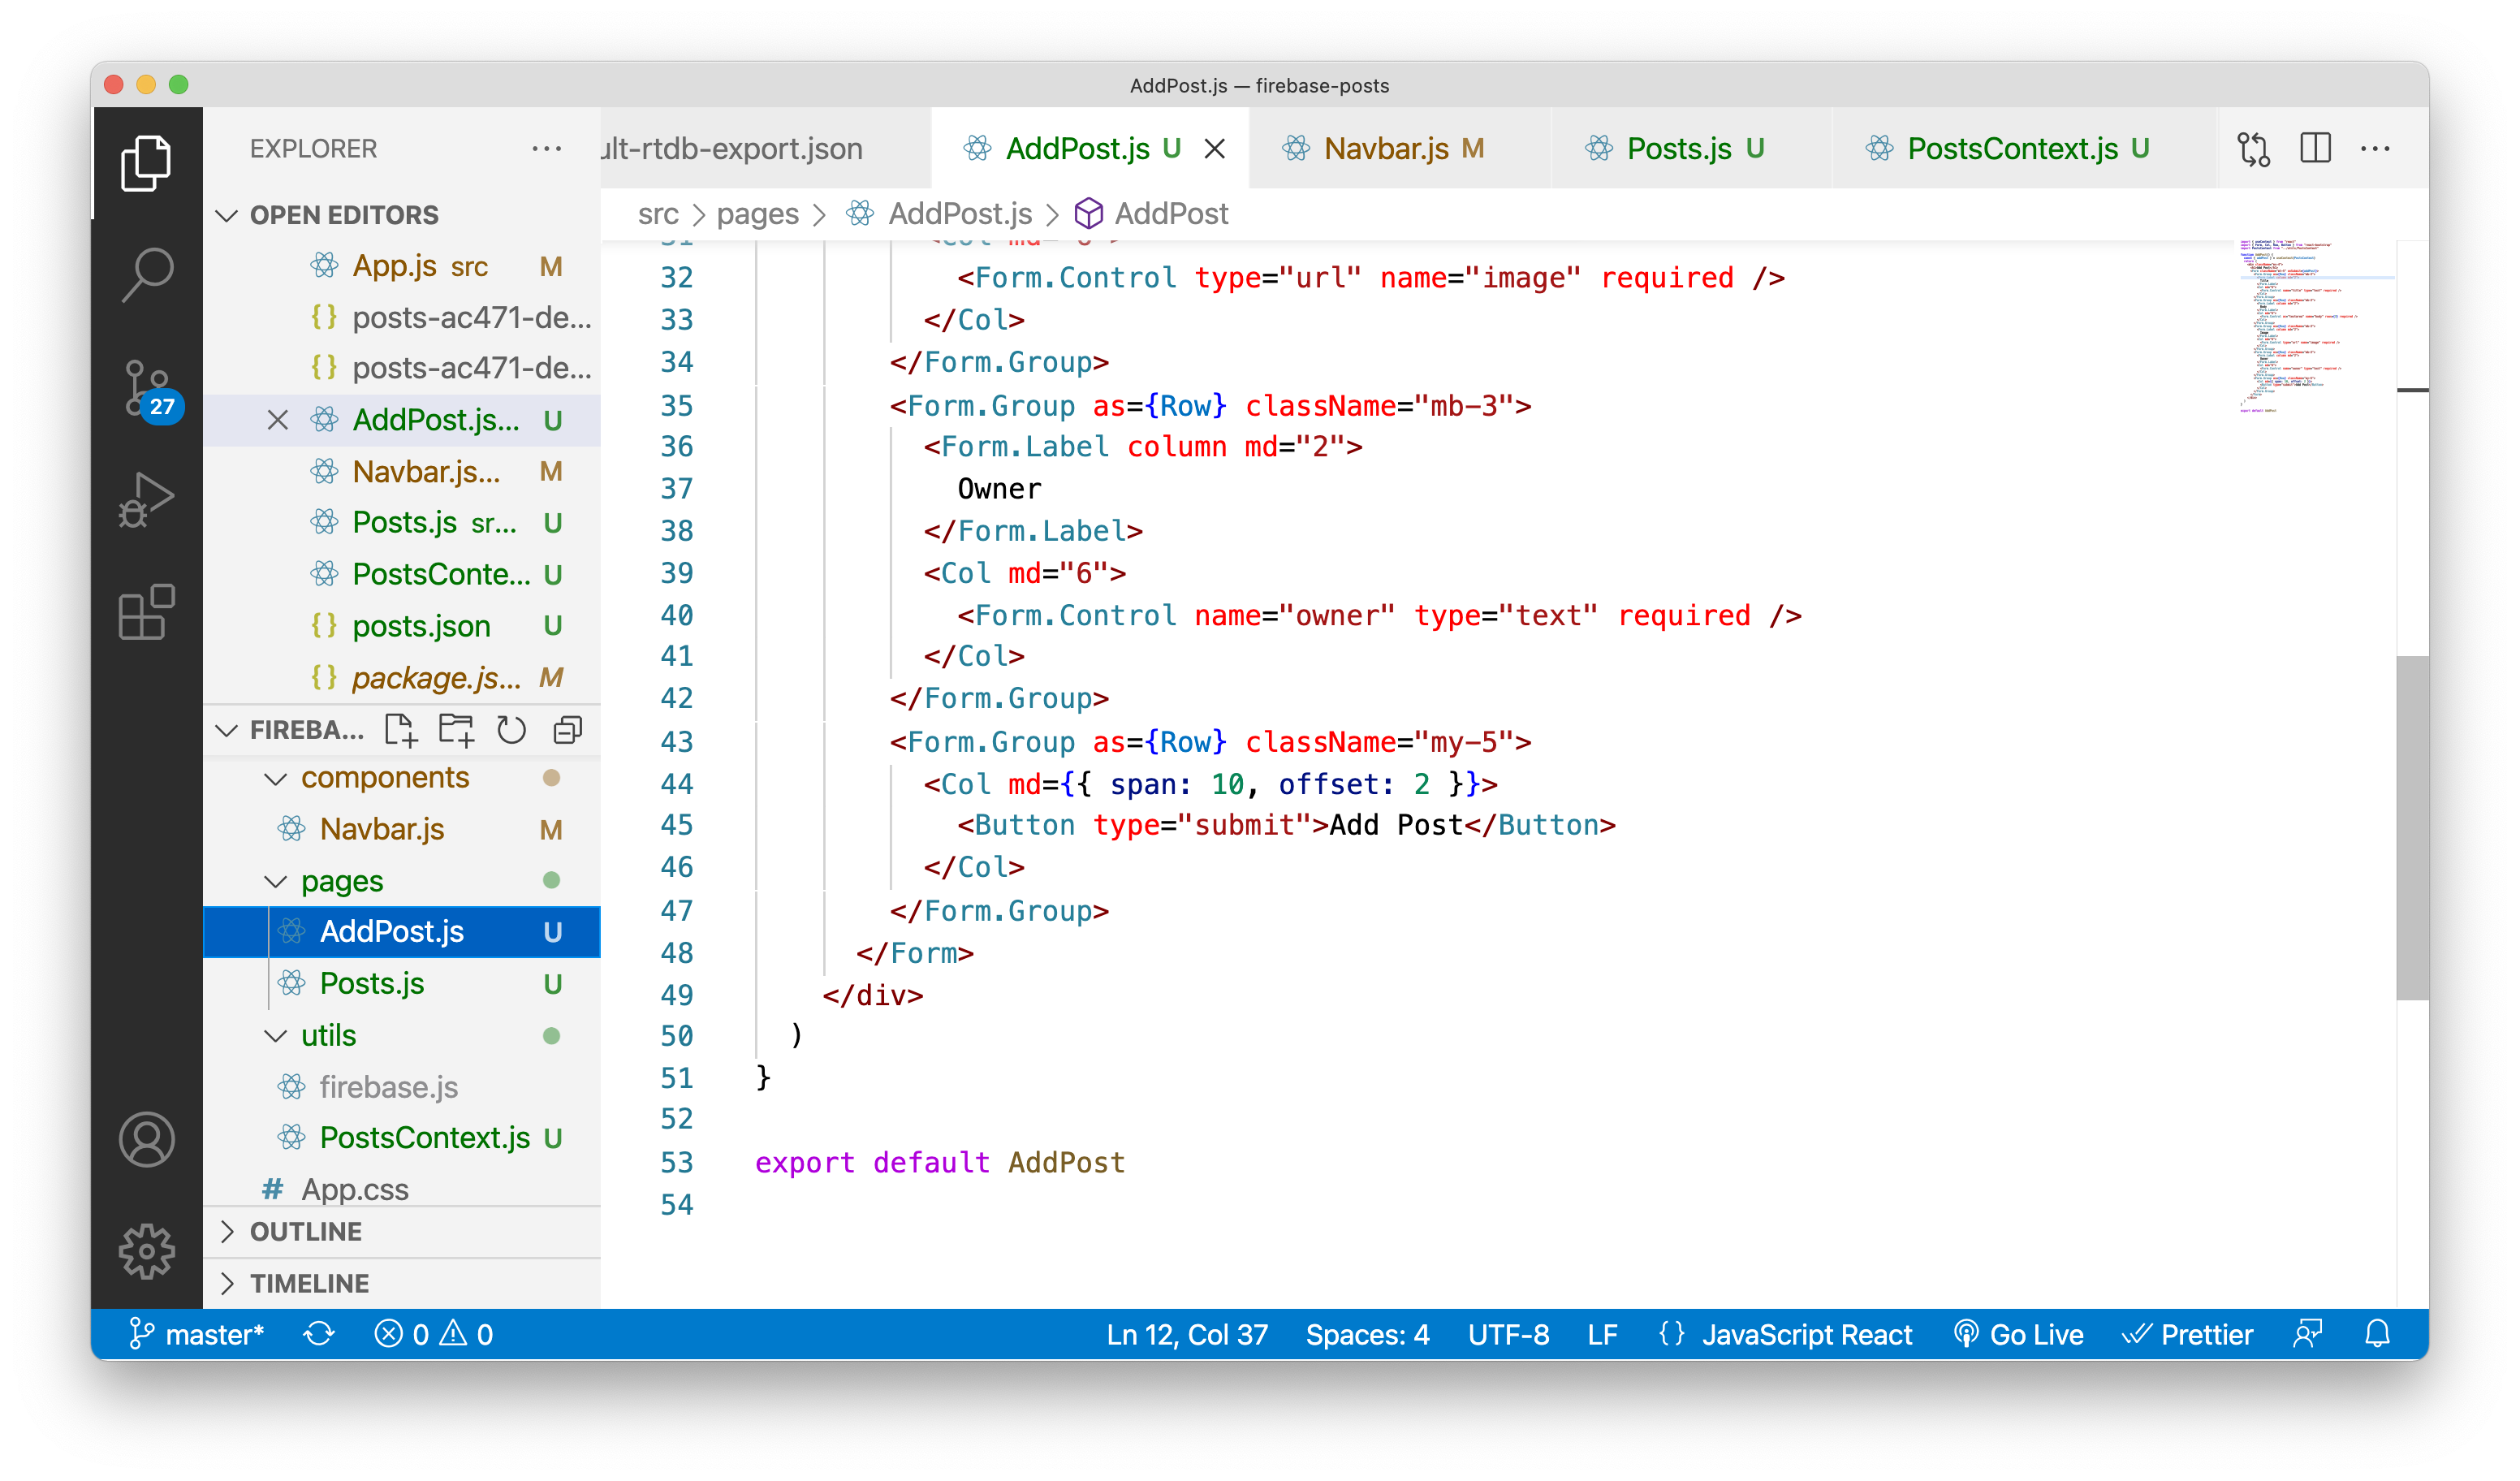 AddPost.js — firebase-posts
EXPLORER
OPEN EDITORS
App.js src M
{} posts-ac471-de...
{} posts-ac471-de...
AddPost.js... U
Navbar.js... M
Posts.js sr... U
PostsConte... U
{} posts.json U
{} package.js... M
FIREBA...
components
Navbar.js M
pages
AddPost.js U
Posts.js U
utils
firebase.js
PostsContext.js U
# App.css
OUTLINE
TIMELINE
27
ult-rtdb-export.json
AddPost.js U
Navbar.js M
Posts.js U
PostsContext.js U
src > pages > AddPost.js > AddPost
32 <Form.Control type="url" name="image" required />
33 </Col>
34 </Form.Group>
35 <Form.Group as={Row} className="mb-3">
36 <Form.Label column md="2">
37 Owner
38 </Form.Label>
39 <Col md="6">
40 <Form.Control name="owner" type="text" required />
41 </Col>
42 </Form.Group>
43 <Form.Group as={Row} className="my-5">
44 <Col md={{ span: 10, offset: 2 }}>
45 <Button type="submit">Add Post</Button>
46 </Col>
47 </Form.Group>
48 </Form>
49 </div>
50 )
51 }
52
53 export default AddPost
54
master* 0 0 Ln 12, Col 37 Spaces: 4 UTF-8 LF {} JavaScript React Go Live Prettier